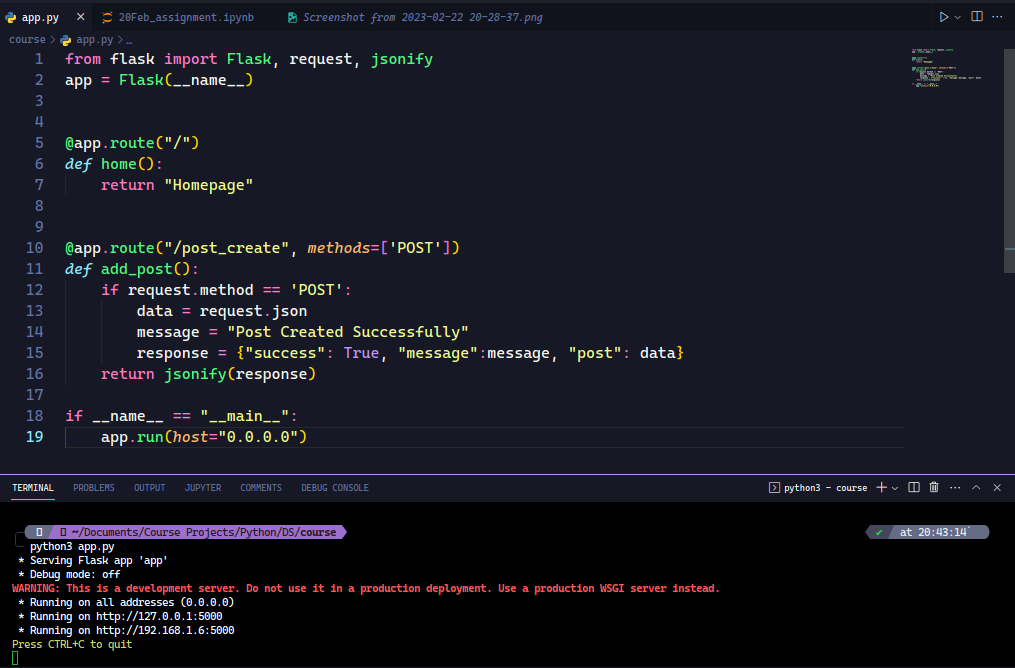 app.py 20Feb_assignment.ipynb Screenshot from 2023-02-22 20-28-37.png
course > app.py > ...
1 from flask import Flask, request, jsonify
2 app = Flask(__name__)
3
4
5 @app.route("/")
6 def home():
7     return "Homepage"
8
9
10 @app.route("/post_create", methods=['POST'])
11 def add_post():
12     if request.method == 'POST':
13         data = request.json
14         message = "Post Created Successfully"
15         response = {"success": True, "message":message, "post": data}
16     return jsonify(response)
17
18 if __name__ == "__main__":
19     app.run(host="0.0.0.0")
TERMINAL PROBLEMS OUTPUT JUPYTER COMMENTS DEBUG CONSOLE python3 - course
~/Documents/Course Projects/Python/DS/course ✔ at 20:43:14
python3 app.py
* Serving Flask app 'app'
* Debug mode: off
WARNING: This is a development server. Do not use it in a production deployment. Use a production WSGI server instead.
* Running on all addresses (0.0.0.0)
* Running on http://127.0.0.1:5000
* Running on http://192.168.1.6:5000
Press CTRL+C to quit